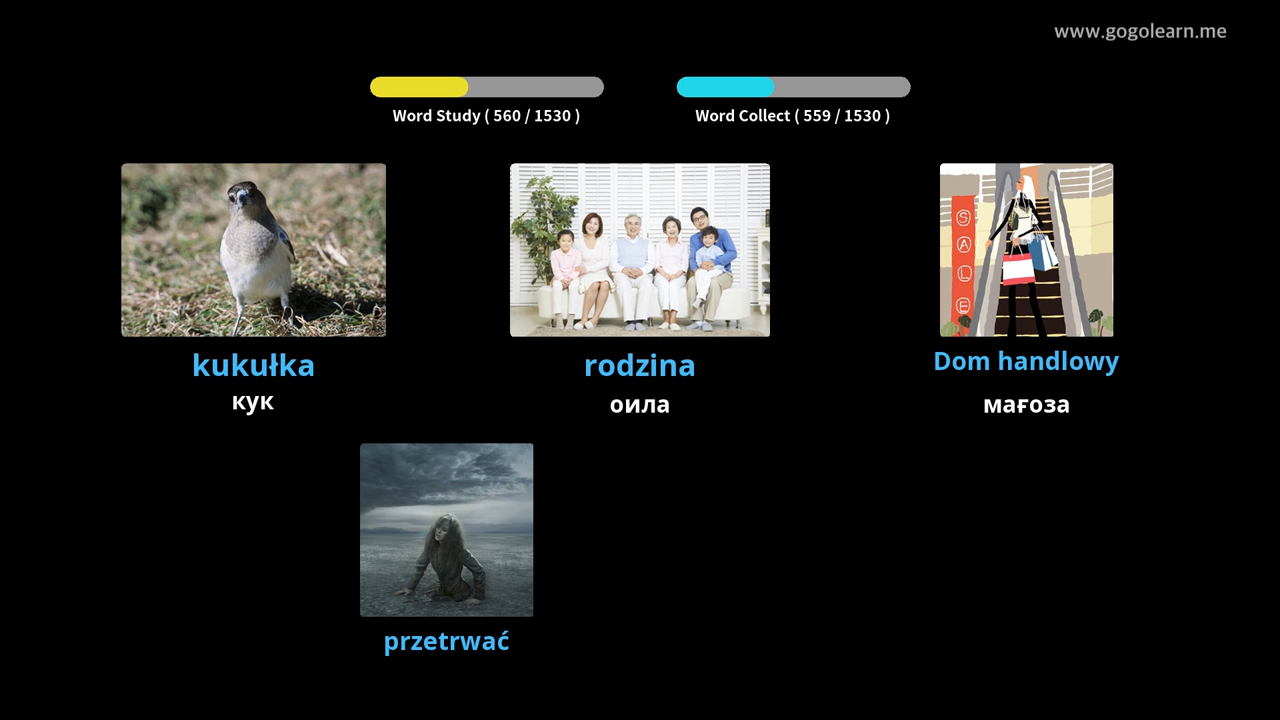 www.gogolearn.me
Word Study ( 560 / 1530 )
Word Collect ( 559 / 1530 )
SALE
kukułka
rodzina
Dom handlowy
кук
оила
мағоза
przetrwać